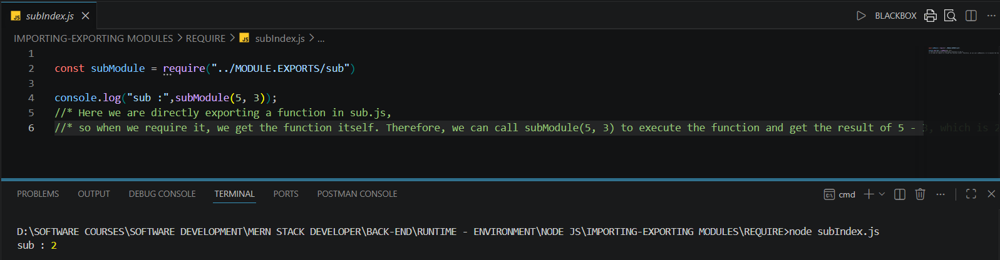 JS subIndex.js
BLACKBOX
IMPORTING-EXPORTING MODULES > REQUIRE > JS subIndex.js > ...
1
2 const subModule = require("../MODULE.EXPORTS/sub")
3
4 console.log("sub :",subModule(5, 3));
5 //* Here we are directly exporting a function in sub.js,
6 //* so when we require it, we get the function itself. Therefore, we can call subModule(5, 3) to execute the function and get the result of 5 - 3, which is 2
PROBLEMS OUTPUT DEBUG CONSOLE TERMINAL PORTS POSTMAN CONSOLE
cmd
D:\SOFTWARE COURSES\SOFTWARE DEVELOPMENT\MERN STACK DEVELOPER\BACK-END\RUNTIME - ENVIRONMENT\NODE JS\IMPORTING-EXPORTING MODULES\REQUIRE>node subIndex.js
sub : 2